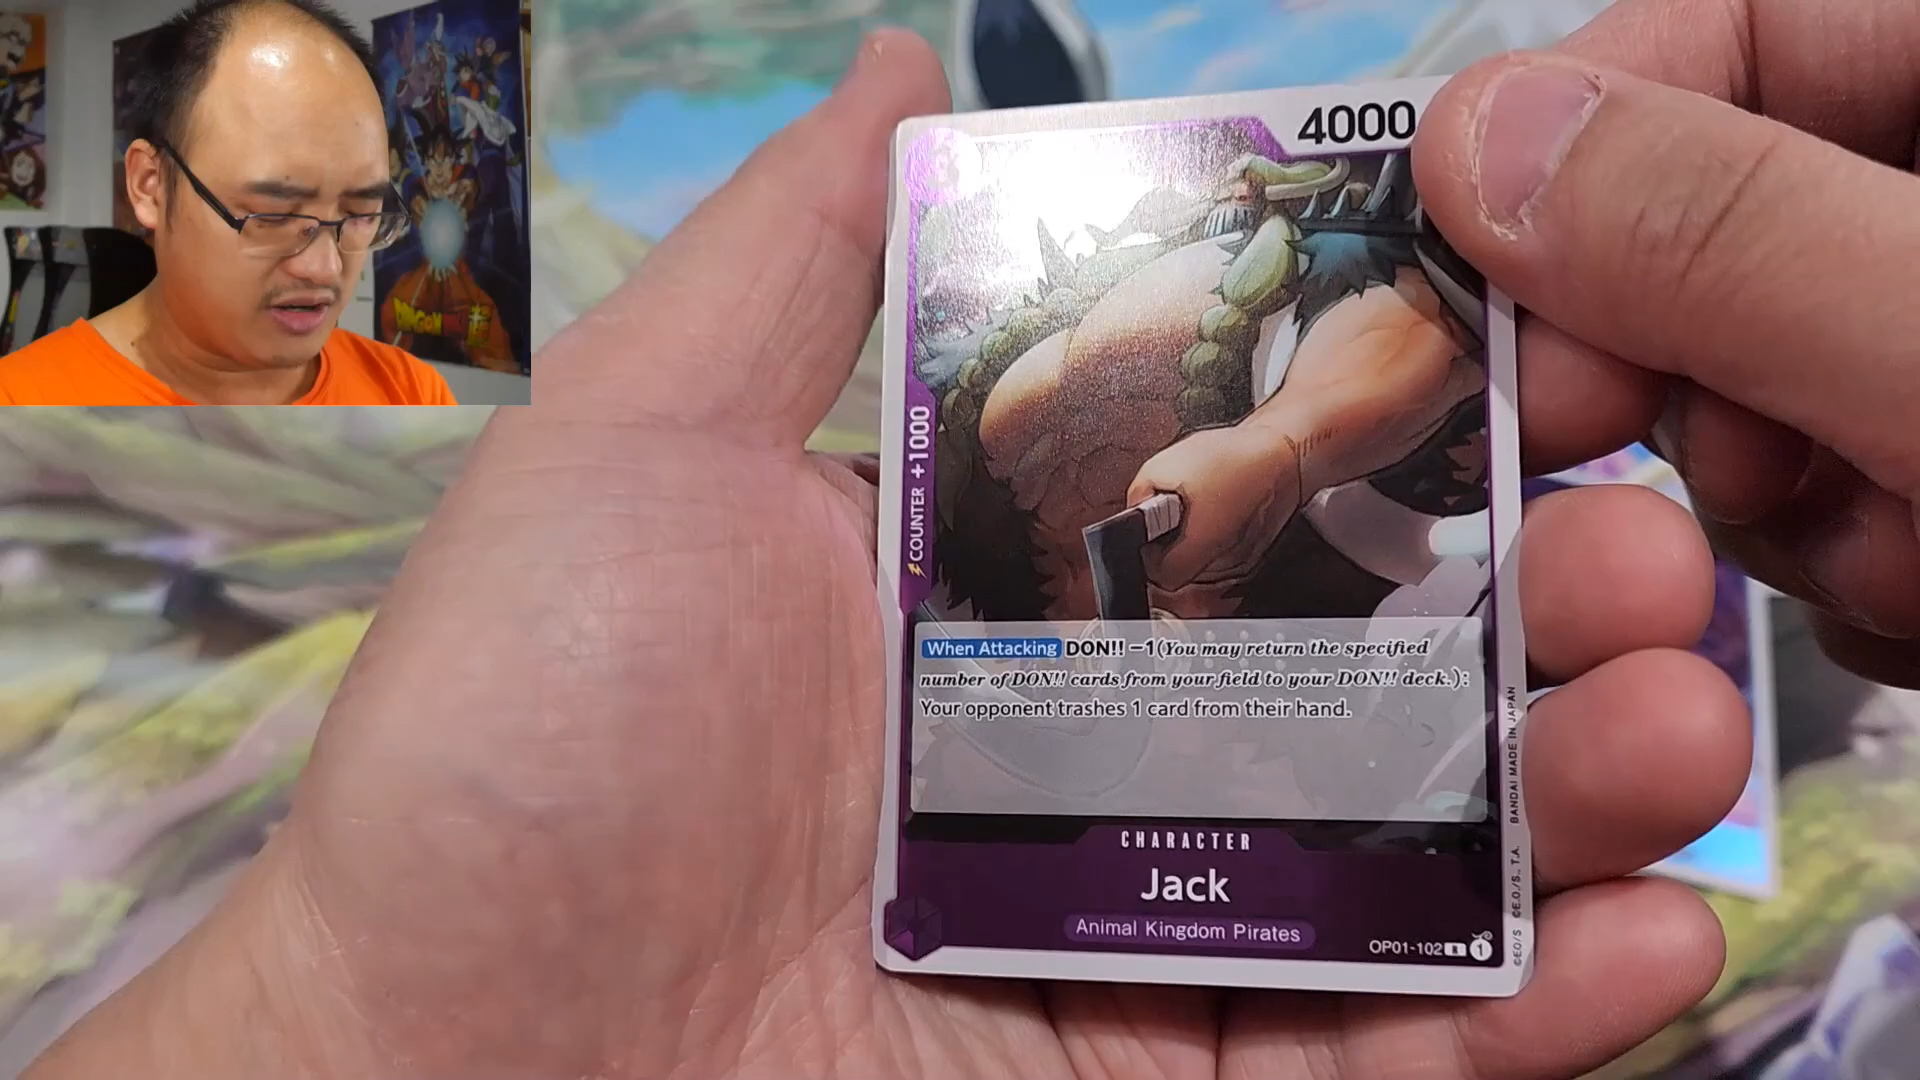 4000
COUNTER +1000
When Attacking DON!! −1(You may return the specified
number of DON!! cards from your field to your DON!! deck.):
Your opponent trashes 1 card from their hand.
CHARACTER
Jack
Animal Kingdom Pirates
OP01-102 R 1
©E.O/S ©E.O./S., T.A. BANDAI MADE IN JAPAN